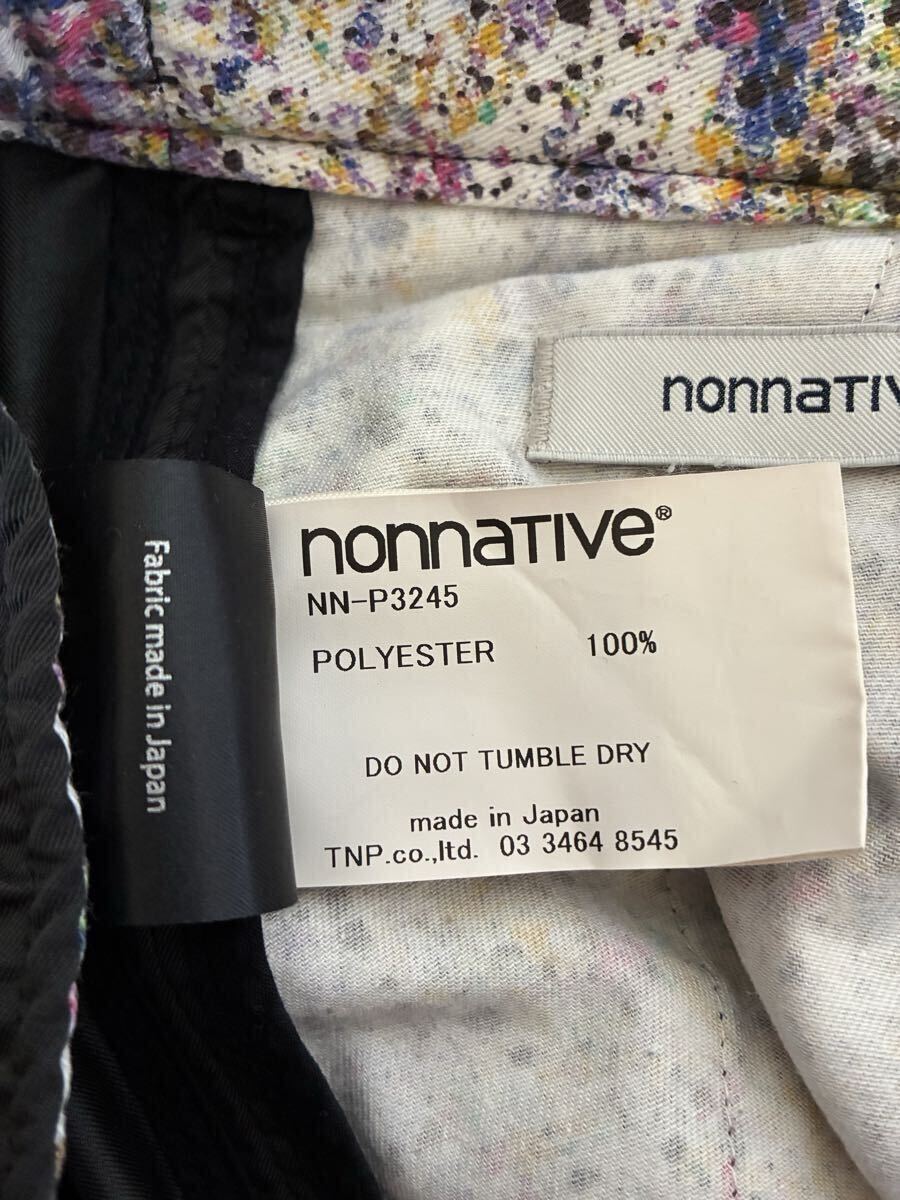 nonnative®
NN-P3245
POLYESTER 100%
DO NOT TUMBLE DRY
made in Japan
TNP.co.,ltd. 03 3464 8545
Fabric made in Japan